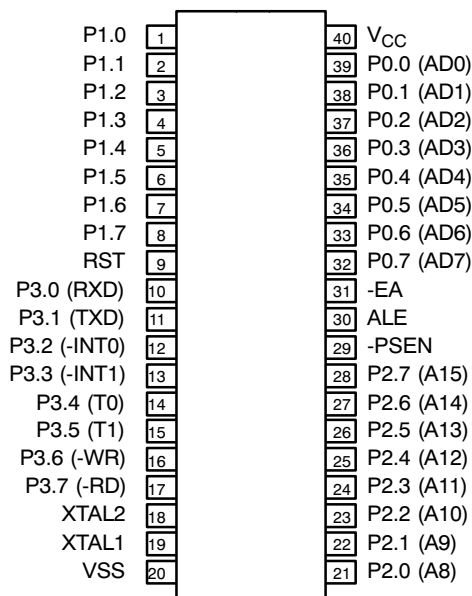 P1.0 1 40 VCC
P1.1 2 39 P0.0 (AD0)
P1.2 3 38 P0.1 (AD1)
P1.3 4 37 P0.2 (AD2)
P1.4 5 36 P0.3 (AD3)
P1.5 6 35 P0.4 (AD4)
P1.6 7 34 P0.5 (AD5)
P1.7 8 33 P0.6 (AD6)
RST 9 32 P0.7 (AD7)
P3.0 (RXD) 10 31 -EA
P3.1 (TXD) 11 30 ALE
P3.2 (-INT0) 12 29 -PSEN
P3.3 (-INT1) 13 28 P2.7 (A15)
P3.4 (T0) 14 27 P2.6 (A14)
P3.5 (T1) 15 26 P2.5 (A13)
P3.6 (-WR) 16 25 P2.4 (A12)
P3.7 (-RD) 17 24 P2.3 (A11)
XTAL2 18 23 P2.2 (A10)
XTAL1 19 22 P2.1 (A9)
VSS 20 21 P2.0 (A8)